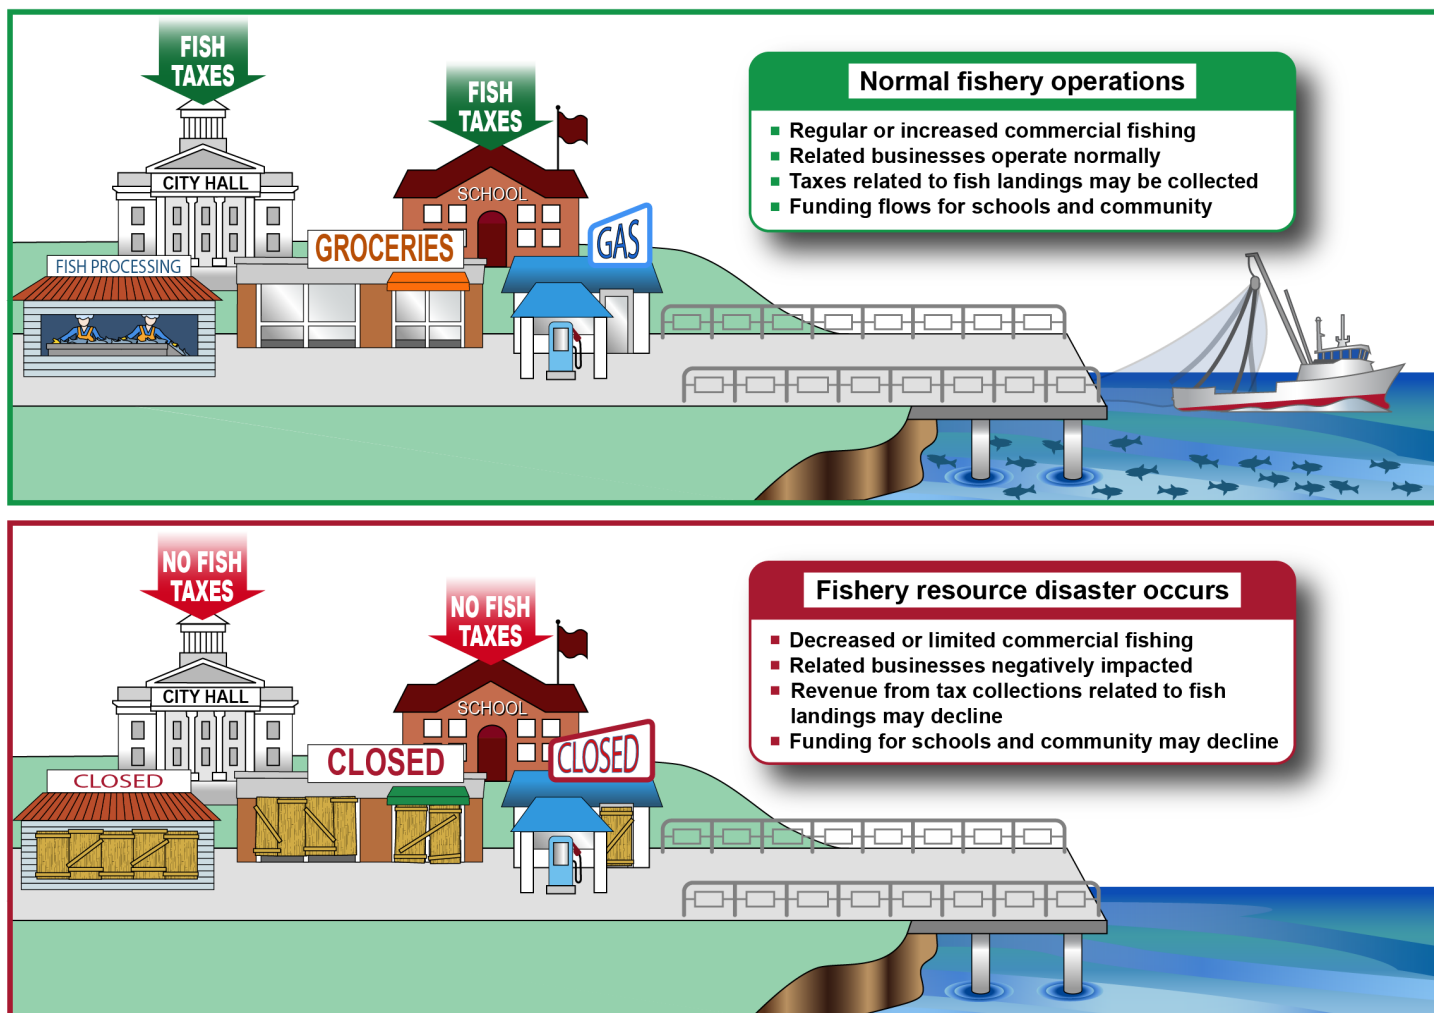 FISH
TAXES
FISH
TAXES
CITY HALL
SCHOOL
GROCERIES
GAS
FISH PROCESSING
Normal fishery operations
Regular or increased commercial fishing
Related businesses operate normally
Taxes related to fish landings may be collected
Funding flows for schools and community
NO FISH
TAXES
NO FISH
TAXES
CITY HALL
SCHOOL
CLOSED
CLOSED
CLOSED
Fishery resource disaster occurs
Decreased or limited commercial fishing
Related businesses negatively impacted
Revenue from tax collections related to fish
landings may decline
Funding for schools and community may decline